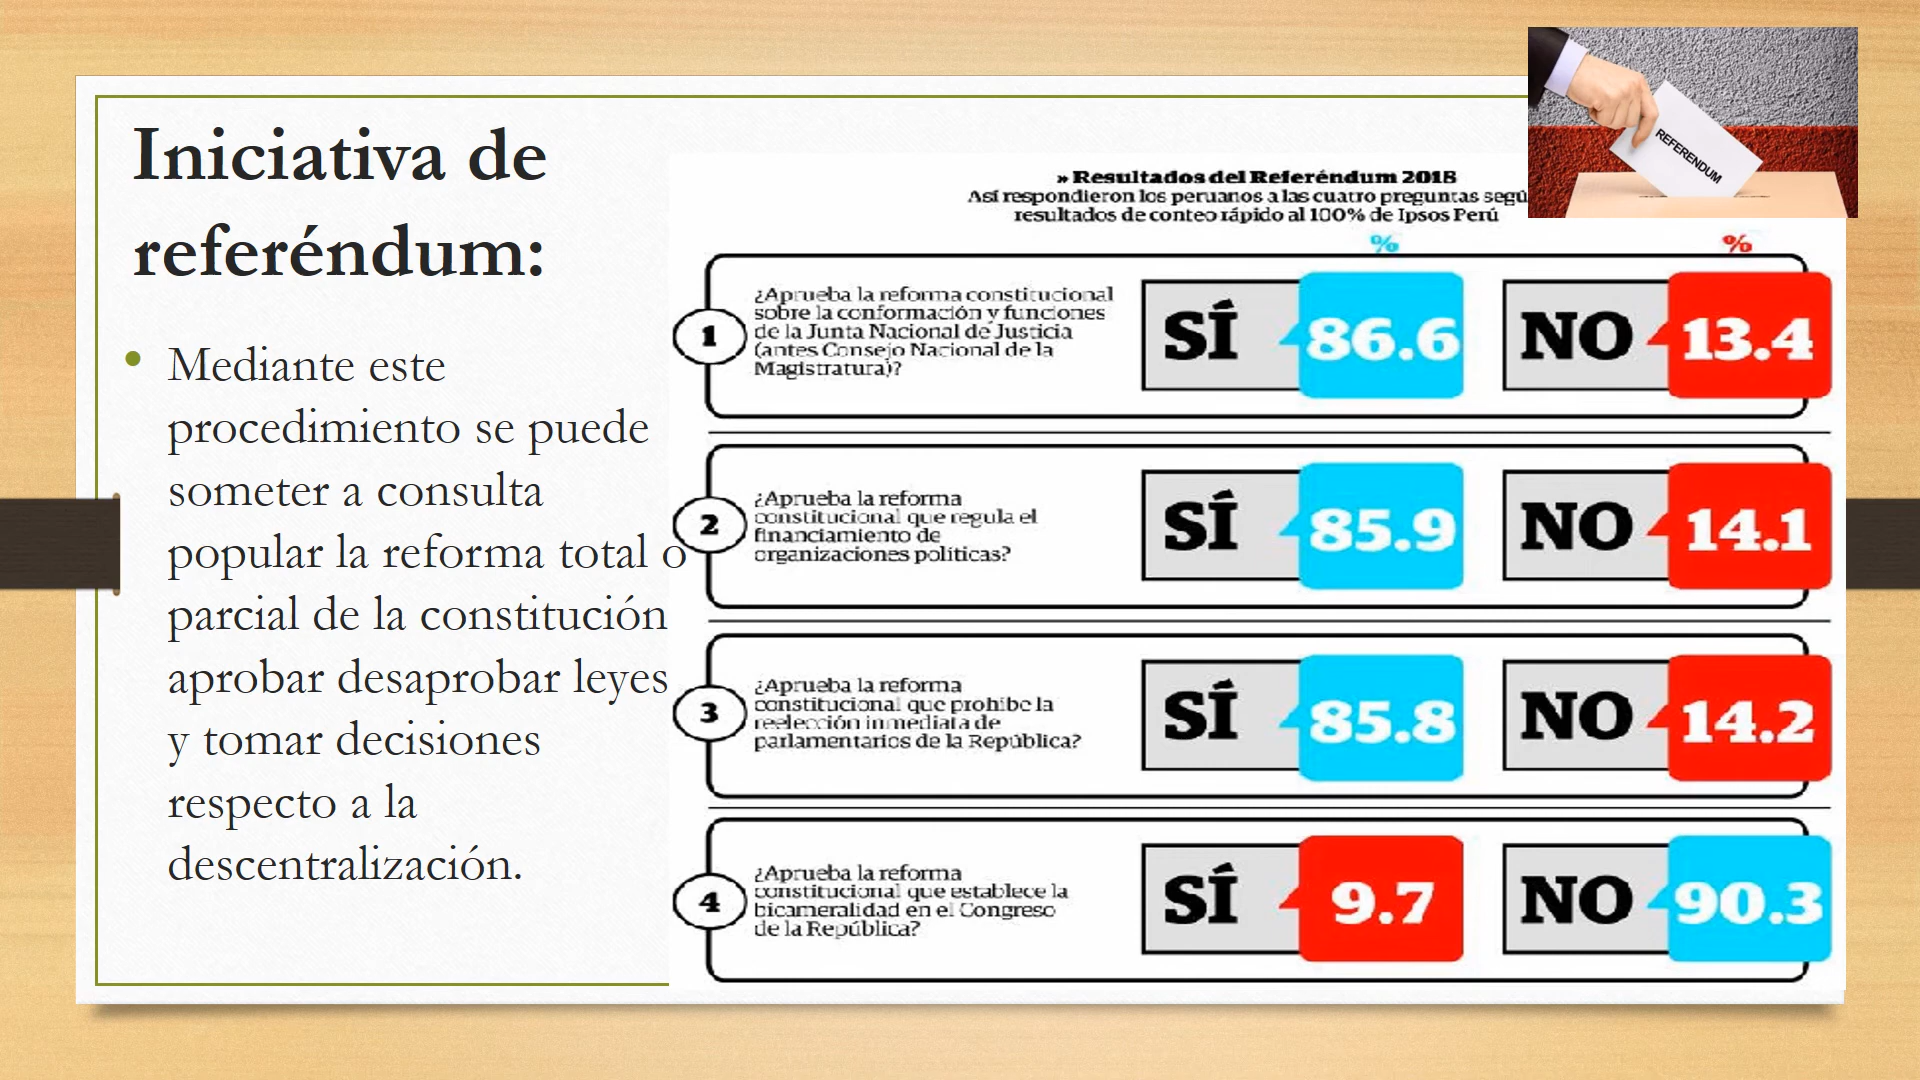 Iniciativa de
referéndum:
• Mediante este
procedimiento se puede
someter a consulta
popular la reforma total o
parcial de la constitución
aprobar desaprobar leyes
y tomar decisiones
respecto a la
descentralización.
REFERENDUM
» Resultados del Referéndum 2018
Así respondieron los peruanos a las cuatro preguntas segú
resultados de conteo rápido al 100% de Ipsos Perú
% %
1
¿Aprueba la reforma constitucional
sobre la conformación y funciones
de la Junta Nacional de Justicia
(antes Consejo Nacional de la
Magistratura)?
SÍ 86.6 NO 13.4
2
¿Aprueba la reforma
constitucional que regula el
financiamiento de
organizaciones políticas?
SÍ 85.9 NO 14.1
3
¿Aprueba la reforma
constitucional que prohíbe la
reelección inmediata de
parlamentarios de la República?
SÍ 85.8 NO 14.2
4
¿Aprueba la reforma
constitucional que establece la
bicameralidad en el Congreso
de la República?
SÍ 9.7 NO 90.3